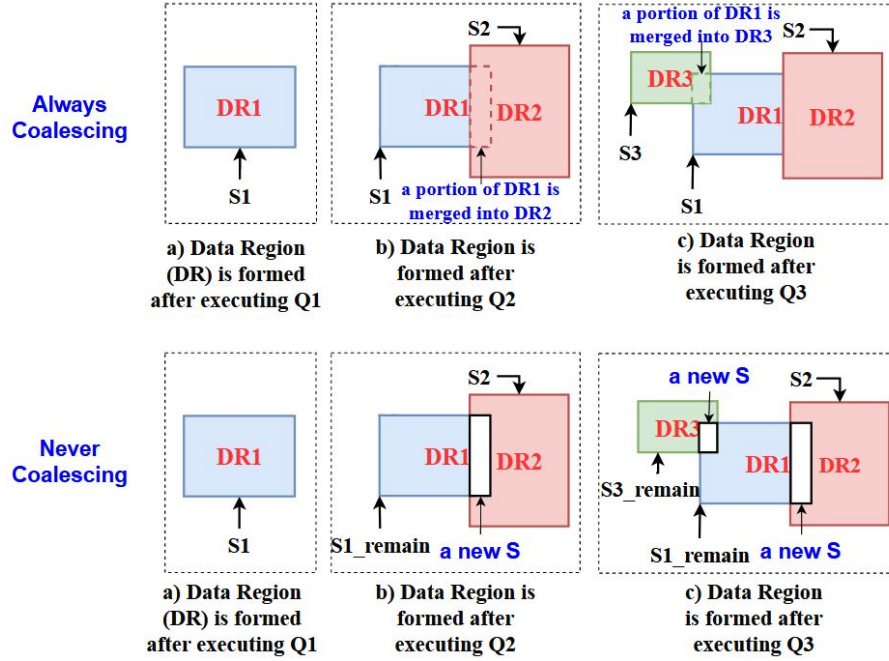 Always
Coalescing
DR1
S1
a) Data Region
(DR) is formed
after executing Q1
S2
DR1
DR2
S1
a portion of DR1 is
merged into DR2
b) Data Region is
formed after
executing Q2
a portion of DR1 is
merged into DR3
S2
DR3
DR1
DR2
S3
S1
c) Data Region
is formed after
executing Q3
Never
Coalescing
DR1
S1
a) Data Region
(DR) is formed
after executing Q1
S2
DR1
DR2
S1_remain
a new S
b) Data Region is
formed after
executing Q2
a new S
S2
DR3
DR1
DR2
S3_remain
S1_remain
a new S
c) Data Region
is formed after
executing Q3